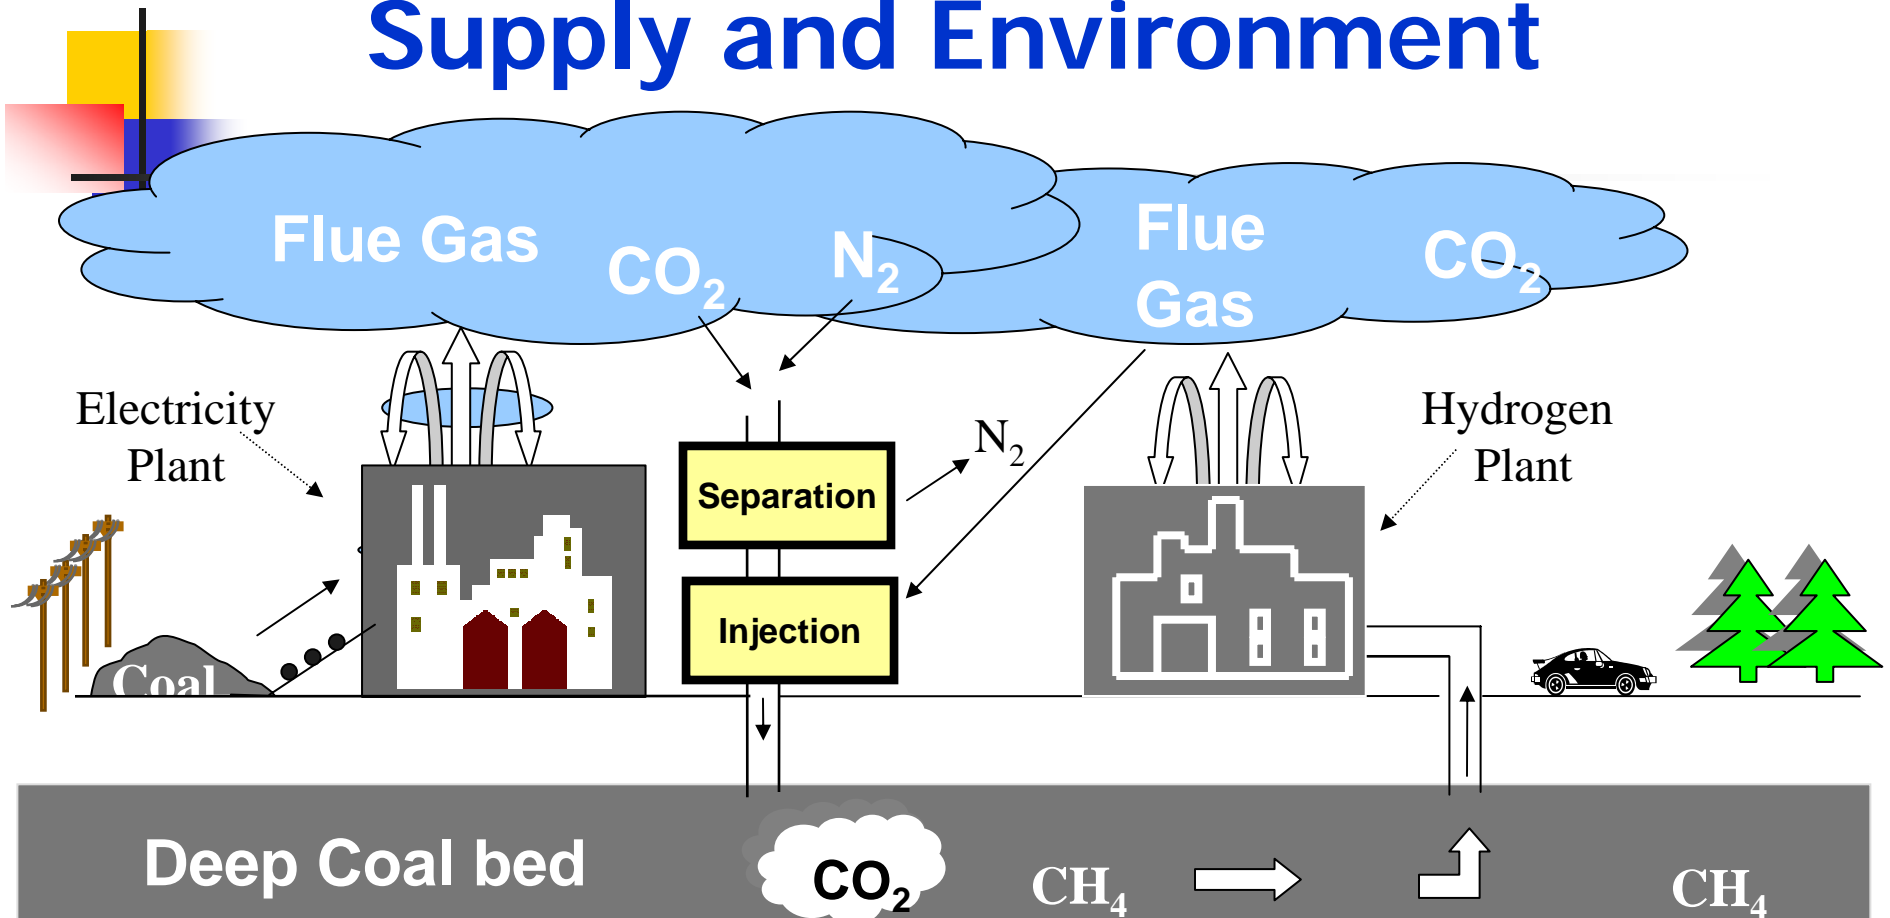 Supply and Environment
Flue Gas
CO₂
N₂
Flue
Gas
CO₂
Electricity
Plant
Separation
N₂
Hydrogen
Plant
Injection
Coal
Deep Coal bed
CO₂
CH₄
CH₄